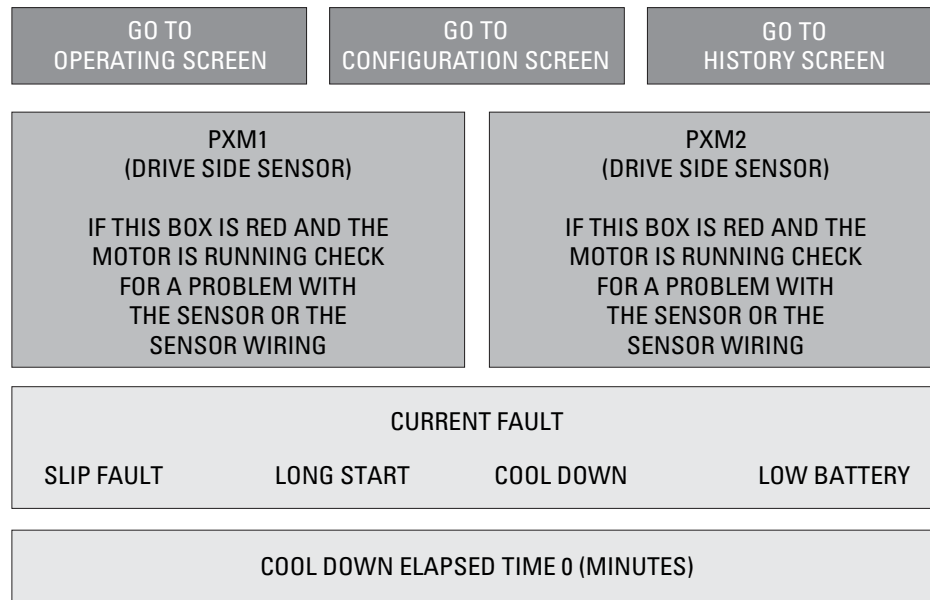 GO TO
OPERATING SCREEN
GO TO
CONFIGURATION SCREEN
GO TO
HISTORY SCREEN
PXM1
(DRIVE SIDE SENSOR)
IF THIS BOX IS RED AND THE
MOTOR IS RUNNING CHECK
FOR A PROBLEM WITH
THE SENSOR OR THE
SENSOR WIRING
PXM2
(DRIVE SIDE SENSOR)
IF THIS BOX IS RED AND THE
MOTOR IS RUNNING CHECK
FOR A PROBLEM WITH
THE SENSOR OR THE
SENSOR WIRING
CURRENT FAULT
SLIP FAULT LONG START COOL DOWN LOW BATTERY
COOL DOWN ELAPSED TIME 0 (MINUTES)